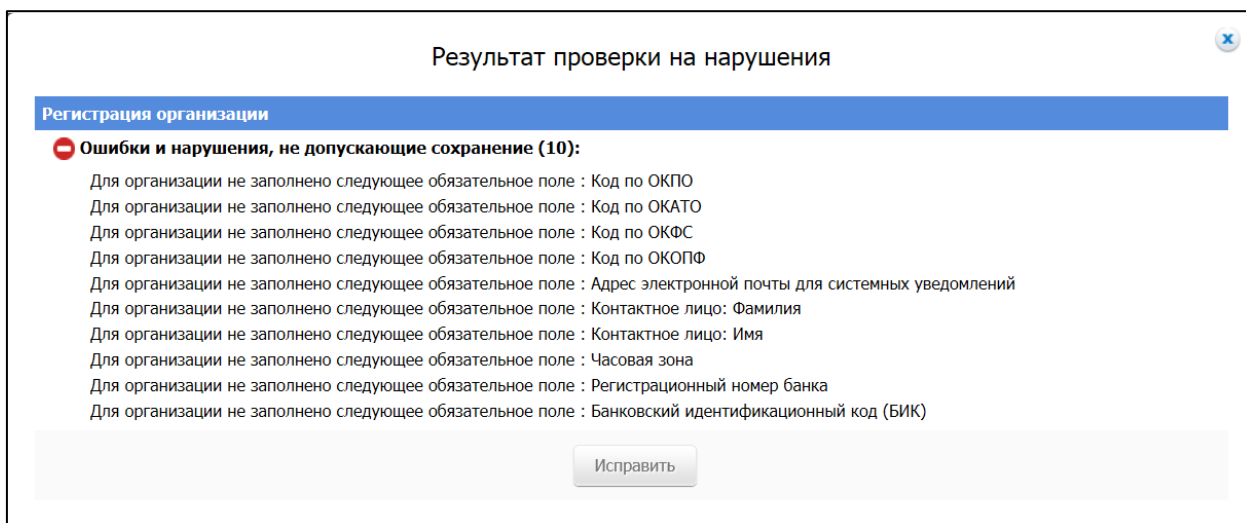 Результат проверки на нарушения
Регистрация организации
Ошибки и нарушения, не допускающие сохранение (10):
Для организации не заполнено следующее обязательное поле : Код по ОКПО
Для организации не заполнено следующее обязательное поле : Код по ОКАТО
Для организации не заполнено следующее обязательное поле : Код по ОКФС
Для организации не заполнено следующее обязательное поле : Код по ОКОПФ
Для организации не заполнено следующее обязательное поле : Адрес электронной почты для системных уведомлений
Для организации не заполнено следующее обязательное поле : Контактное лицо: Фамилия
Для организации не заполнено следующее обязательное поле : Контактное лицо: Имя
Для организации не заполнено следующее обязательное поле : Часовая зона
Для организации не заполнено следующее обязательное поле : Регистрационный номер банка
Для организации не заполнено следующее обязательное поле : Банковский идентификационный код (БИК)
Исправить